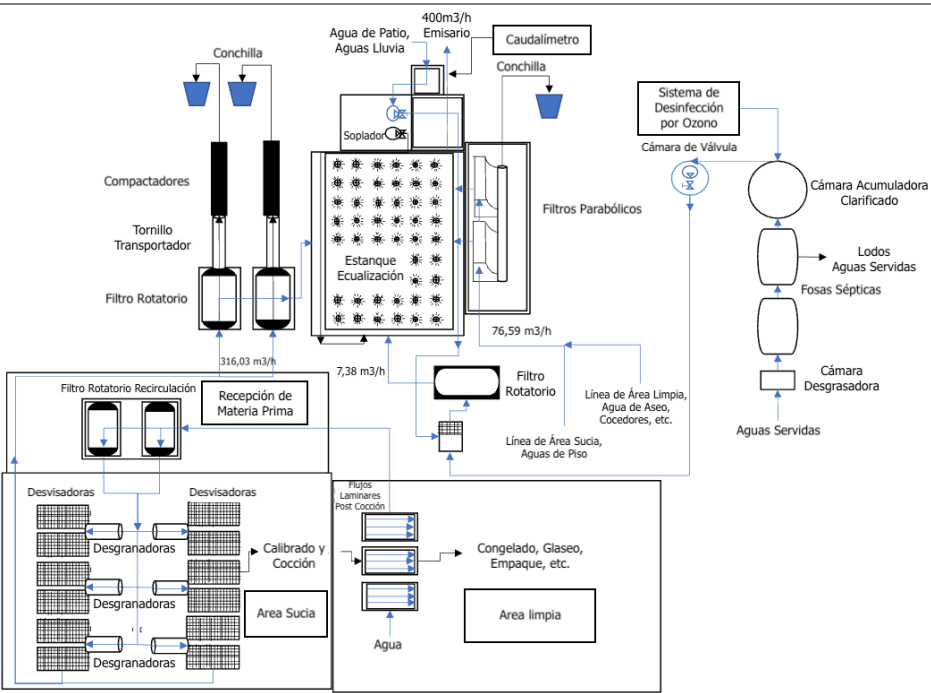 400m3/h
Emisario
Agua de Patio,
Aguas Lluvia
Caudalímetro
Conchilla
Conchilla
Sistema de
Desinfección
por Ozono
Soplador
Cámara de Válvula
Compactadores
Cámara Acumuladora
Clarificado
Filtros Parabólicos
Tornillo
Transportador
Estanque
Ecualización
Lodos
Aguas Servidas
Filtro Rotatorio
Fosas Sépticas
76,59 m3/h
316,03 m3/h
7,38 m3/h
Filtro
Rotatorio
Cámara
Desgrasadora
Filtro Rotatorio Recirculación
Recepción de
Materia Prima
Línea de Área Limpia,
Agua de Aseo,
Cocedores, etc.
Línea de Área Sucia,
Aguas de Piso
Aguas Servidas
Desvisadoras
Desvisadoras
Flujos
Laminares
Post Cocción
Desgranadoras
Calibrado y
Cocción
Congelado, Glaseo,
Empaque, etc.
Desgranadoras
Area Sucia
Area limpia
Agua
Desgranadoras